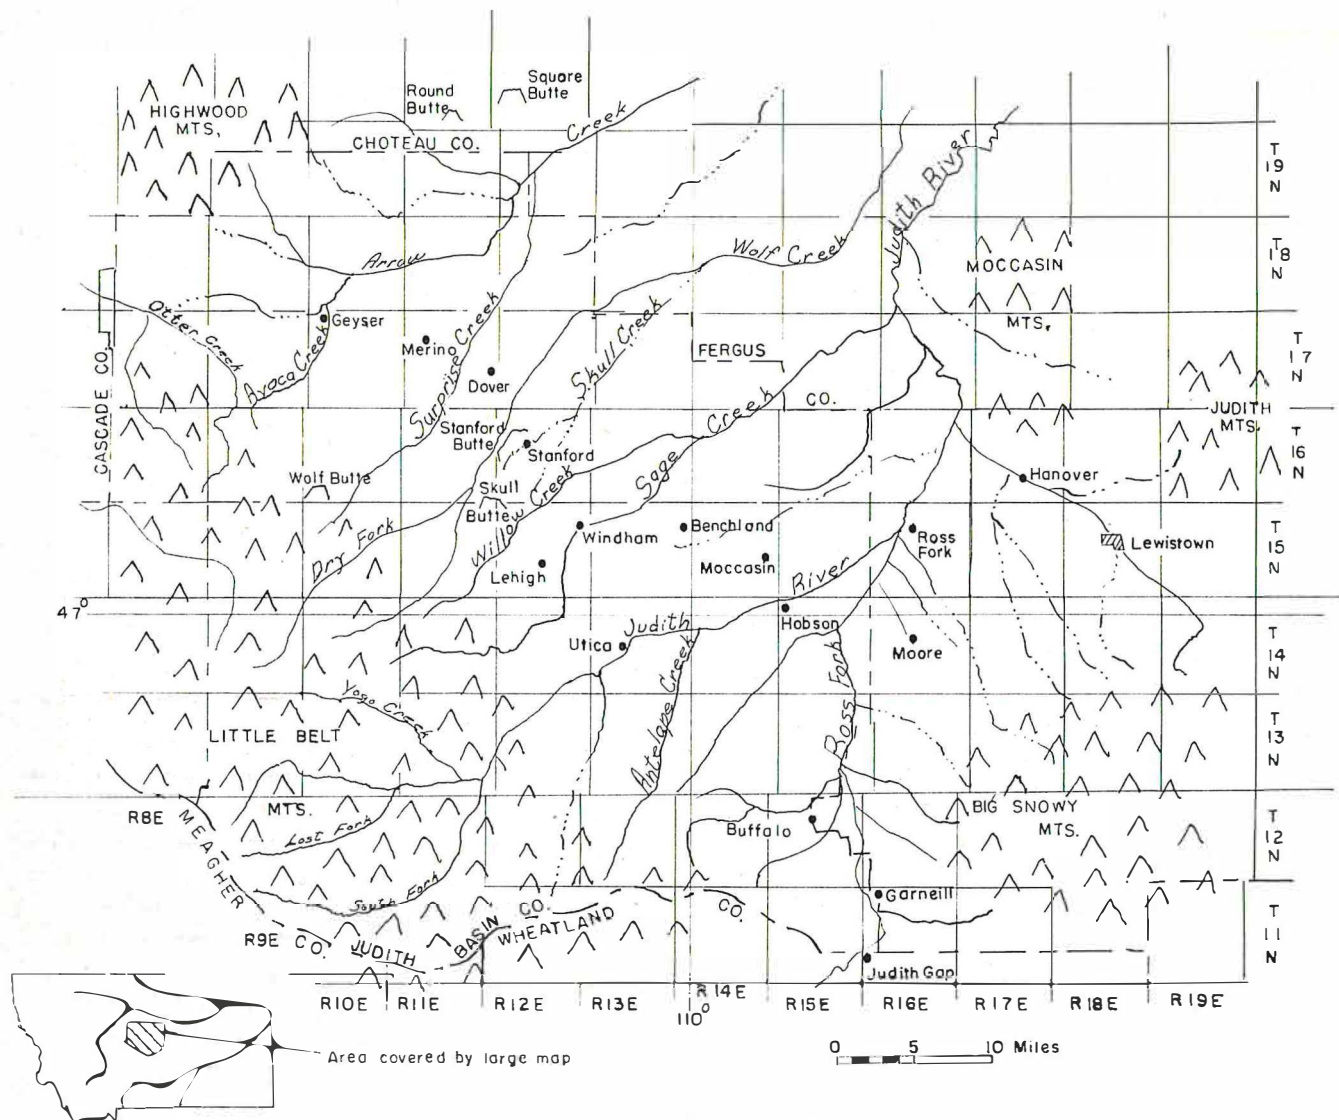 Square
Butte
Round
Butte
HIGHWOOD
MTS,
Creek
CHOTEAU CO.
Judith River
T
19
N
Arrow
Wolf Creek
MOCCASIN
T
18
N
Otter Creek
Geyser
Merino
Surprise Creek
Skull Creek
MTS,
FERGUS
T
17
N
CASCADE CO.
Avoca Creek
Dover
CO.
Creek
JUDITH
MTS.
Stanford
Butte
Stanford
T
16
N
Wolf Butte
Skull
Butte
Willow Creek
Sage
Hanover
Dry Fork
Windham
Benchland
Ross
Fork
Lewistown
T
15
N
Lehigh
Moccasin
River
47°
Hobson
Utica
Judith
Moore
T
14
N
Yogo Creek
Antelope Creek
Ross Fork
LITTLE BELT
T
13
N
MTS.
R8E
MEAGHER
Lost Fork
Buffalo
BIG SNOWY
MTS.
T
12
N
South Fork
CO.
CO.
Garneill
R9E
CO.
JUDITH
BASIN
WHEATLAND
T
11
N
Judith Gap
R10E
R11E
R12E
R13E
R14E
R15E
R16E
R17E
R18E
R19E
110°
Area covered by large map
0 5 10 Miles